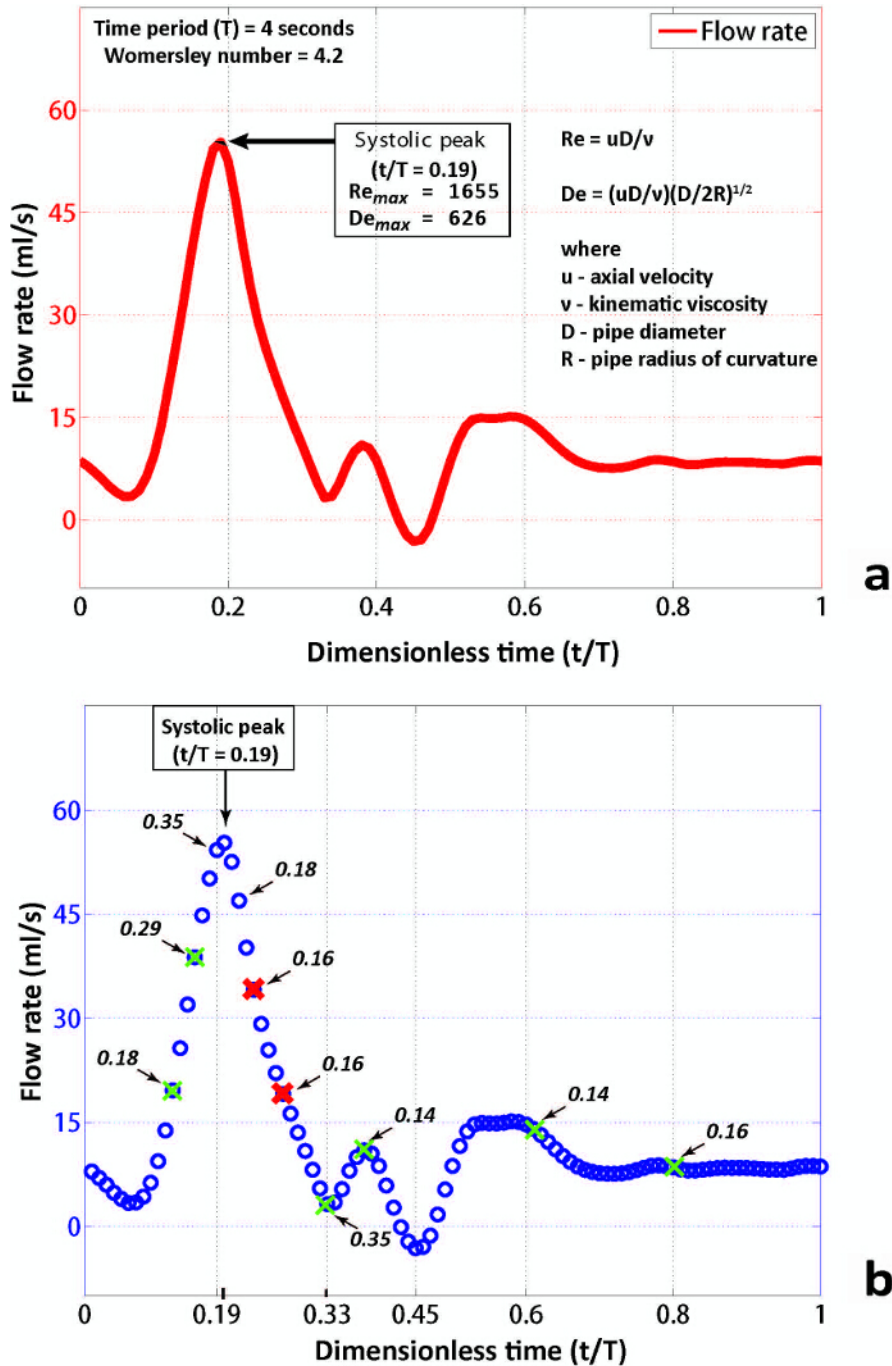 Time period (T) = 4 seconds
Womersley number = 4.2
Flow rate
Systolic peak
(t/T = 0.19)
Re_max = 1655
De_max = 626
Re = uD/ν
De = (uD/ν)(D/2R)^1/2
where
u - axial velocity
ν - kinematic viscosity
D - pipe diameter
R - pipe radius of curvature
Flow rate (ml/s)
60
45
30
15
0
0 0.2 0.4 0.6 0.8 1
Dimensionless time (t/T)
a
Systolic peak
(t/T = 0.19)
0.35
0.18
0.29
0.16
0.18
0.16
0.14
0.14
0.16
0.35
Flow rate (ml/s)
60
45
30
15
0
0 0.19 0.33 0.45 0.6 0.8 1
Dimensionless time (t/T)
b